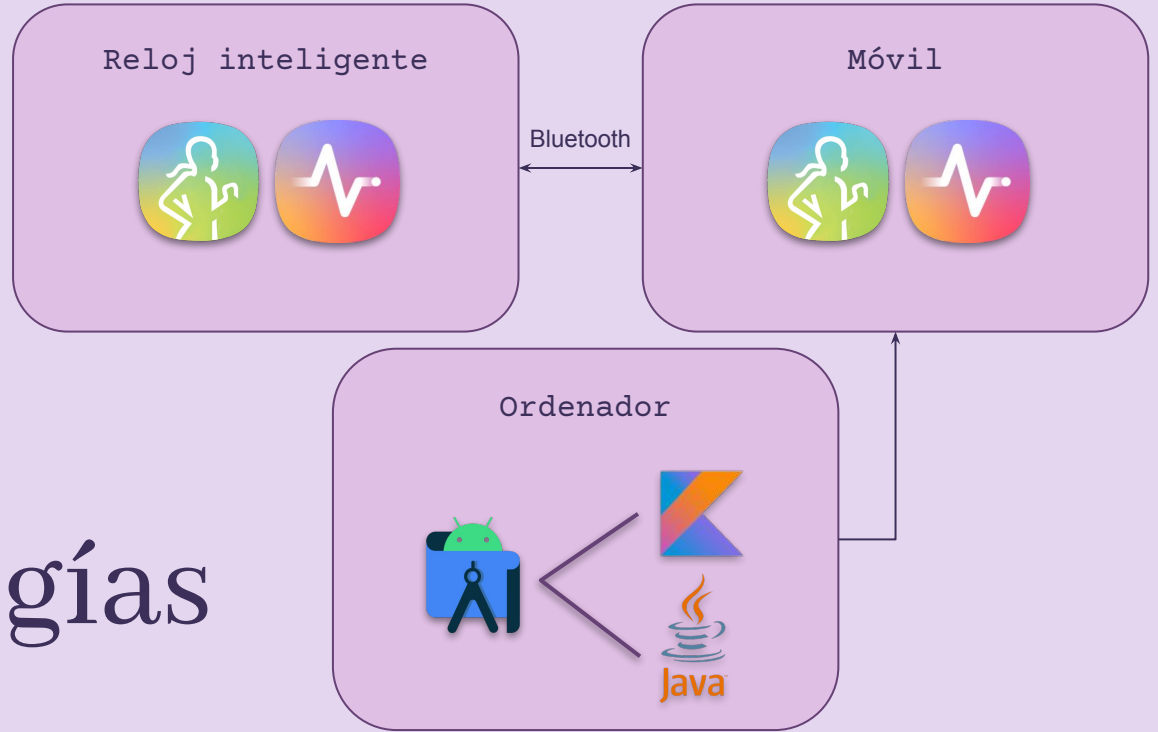 Reloj inteligente
Bluetooth
Móvil
Ordenador
gías
Java